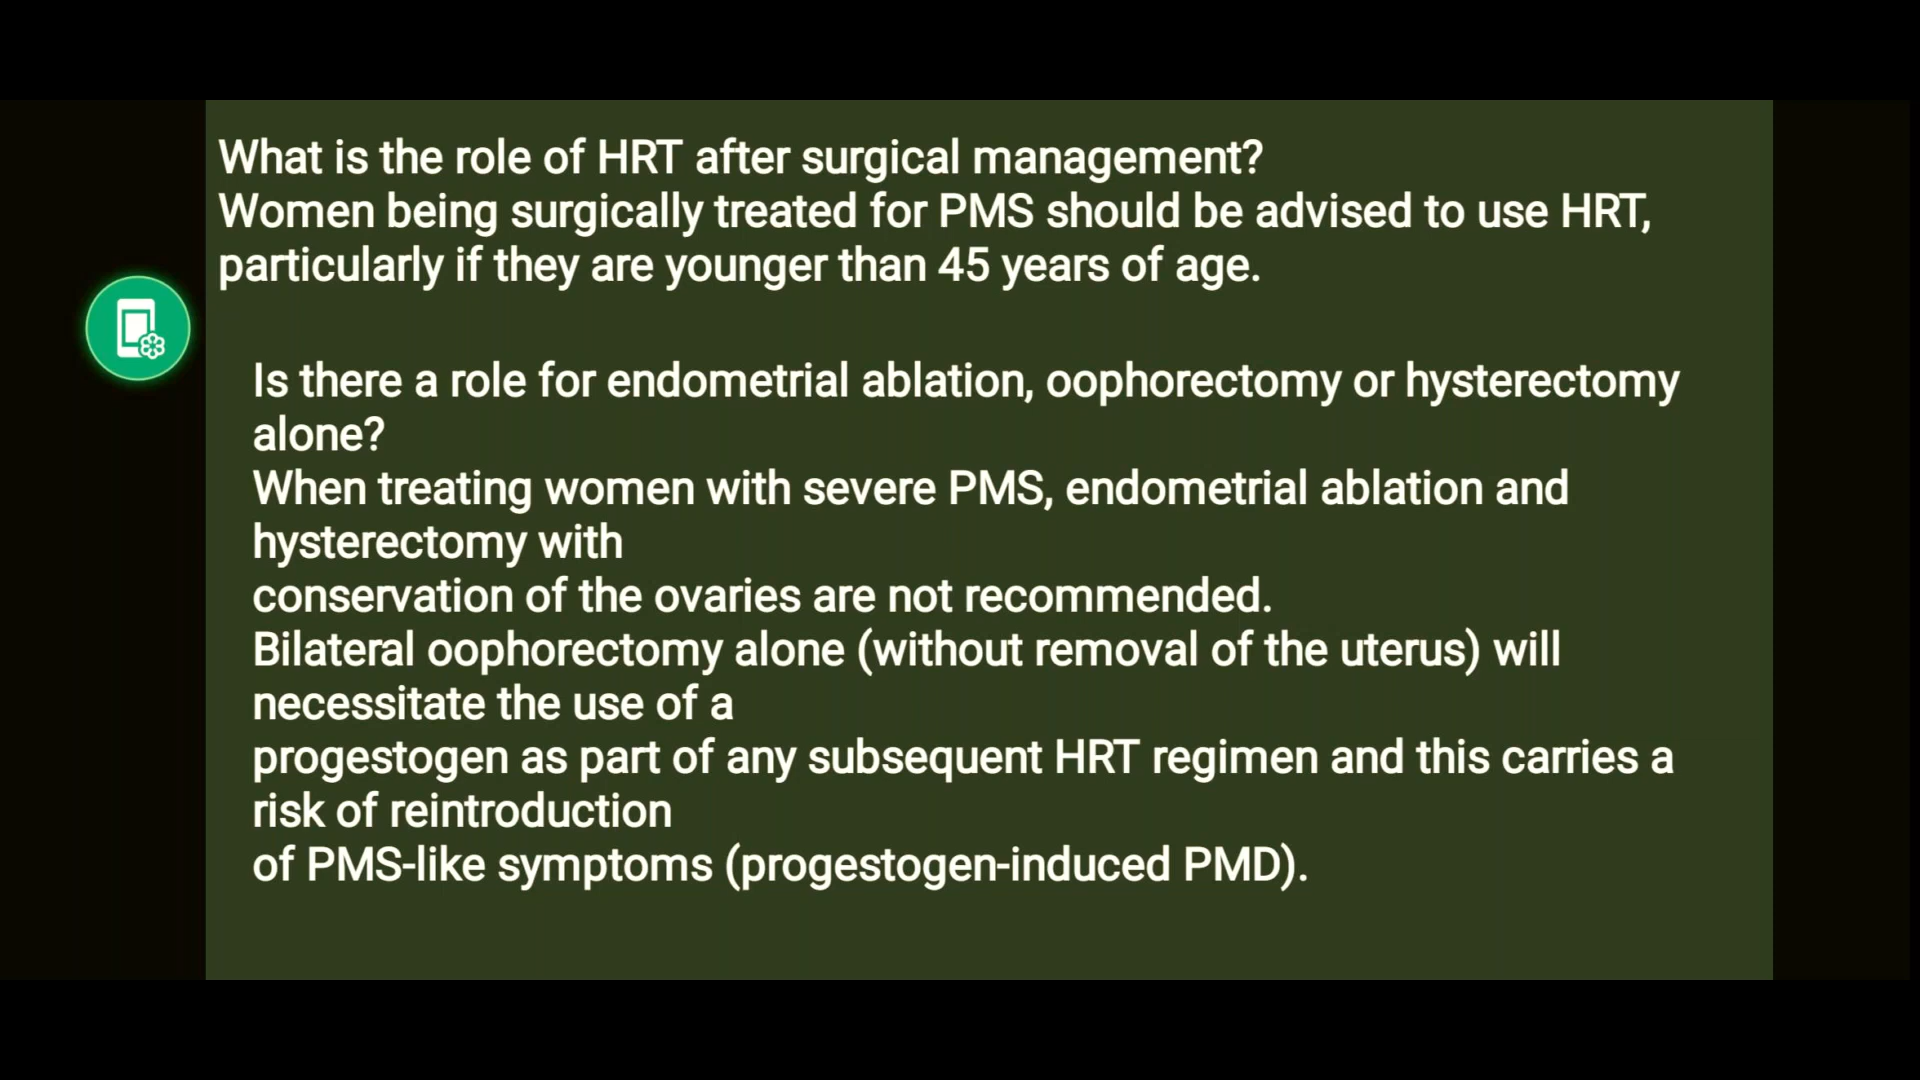 What is the role of HRT after surgical management?
Women being surgically treated for PMS should be advised to use HRT,
particularly if they are younger than 45 years of age.
Is there a role for endometrial ablation, oophorectomy or hysterectomy
alone?
When treating women with severe PMS, endometrial ablation and
hysterectomy with
conservation of the ovaries are not recommended.
Bilateral oophorectomy alone (without removal of the uterus) will
necessitate the use of a
progestogen as part of any subsequent HRT regimen and this carries a
risk of reintroduction
of PMS-like symptoms (progestogen-induced PMD).